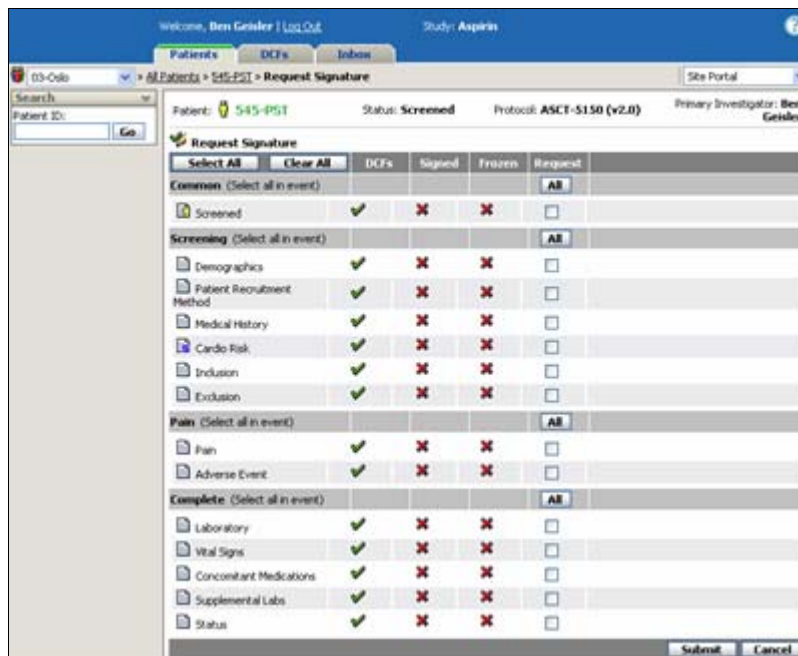 Welcome, Ben Geisler | Log Out Study: Aspirin
Patients DCFs Inbox
03-Oslo > All Patients > 545-PST > Request Signature Site Portal
Search
Patient ID:
Go
Patient: 545-PST Status: Screened Protocol: ASCT-5150 (v2.0) Primary Investigator: Ben
Geisler
Request Signature
Select All Clear All DCFs Signed Frozen Request
Common (Select all in event) All
Screened
Screening (Select all in event) All
Demographics
Patient Recruitment
Method
Medical History
Cardio Risk
Inclusion
Exclusion
Pain (Select all in event) All
Pain
Adverse Event
Complete (Select all in event) All
Laboratory
Vital Signs
Concomitant Medications
Supplemental Labs
Status
Submit Cancel